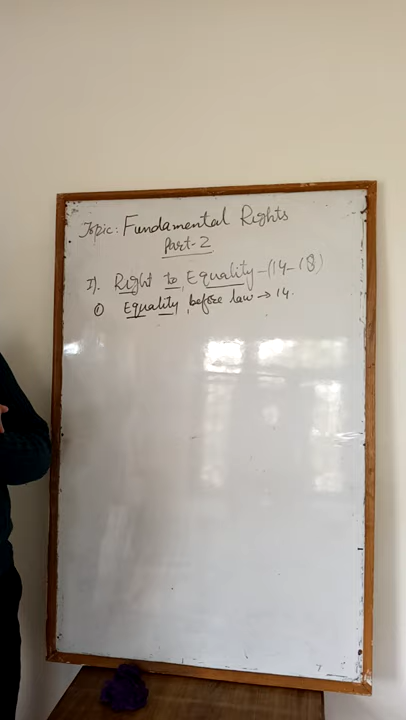 Topic: Fundamental Rights
Part-2
I). Right to Equality-(14-18)
① Equality before law → 14.